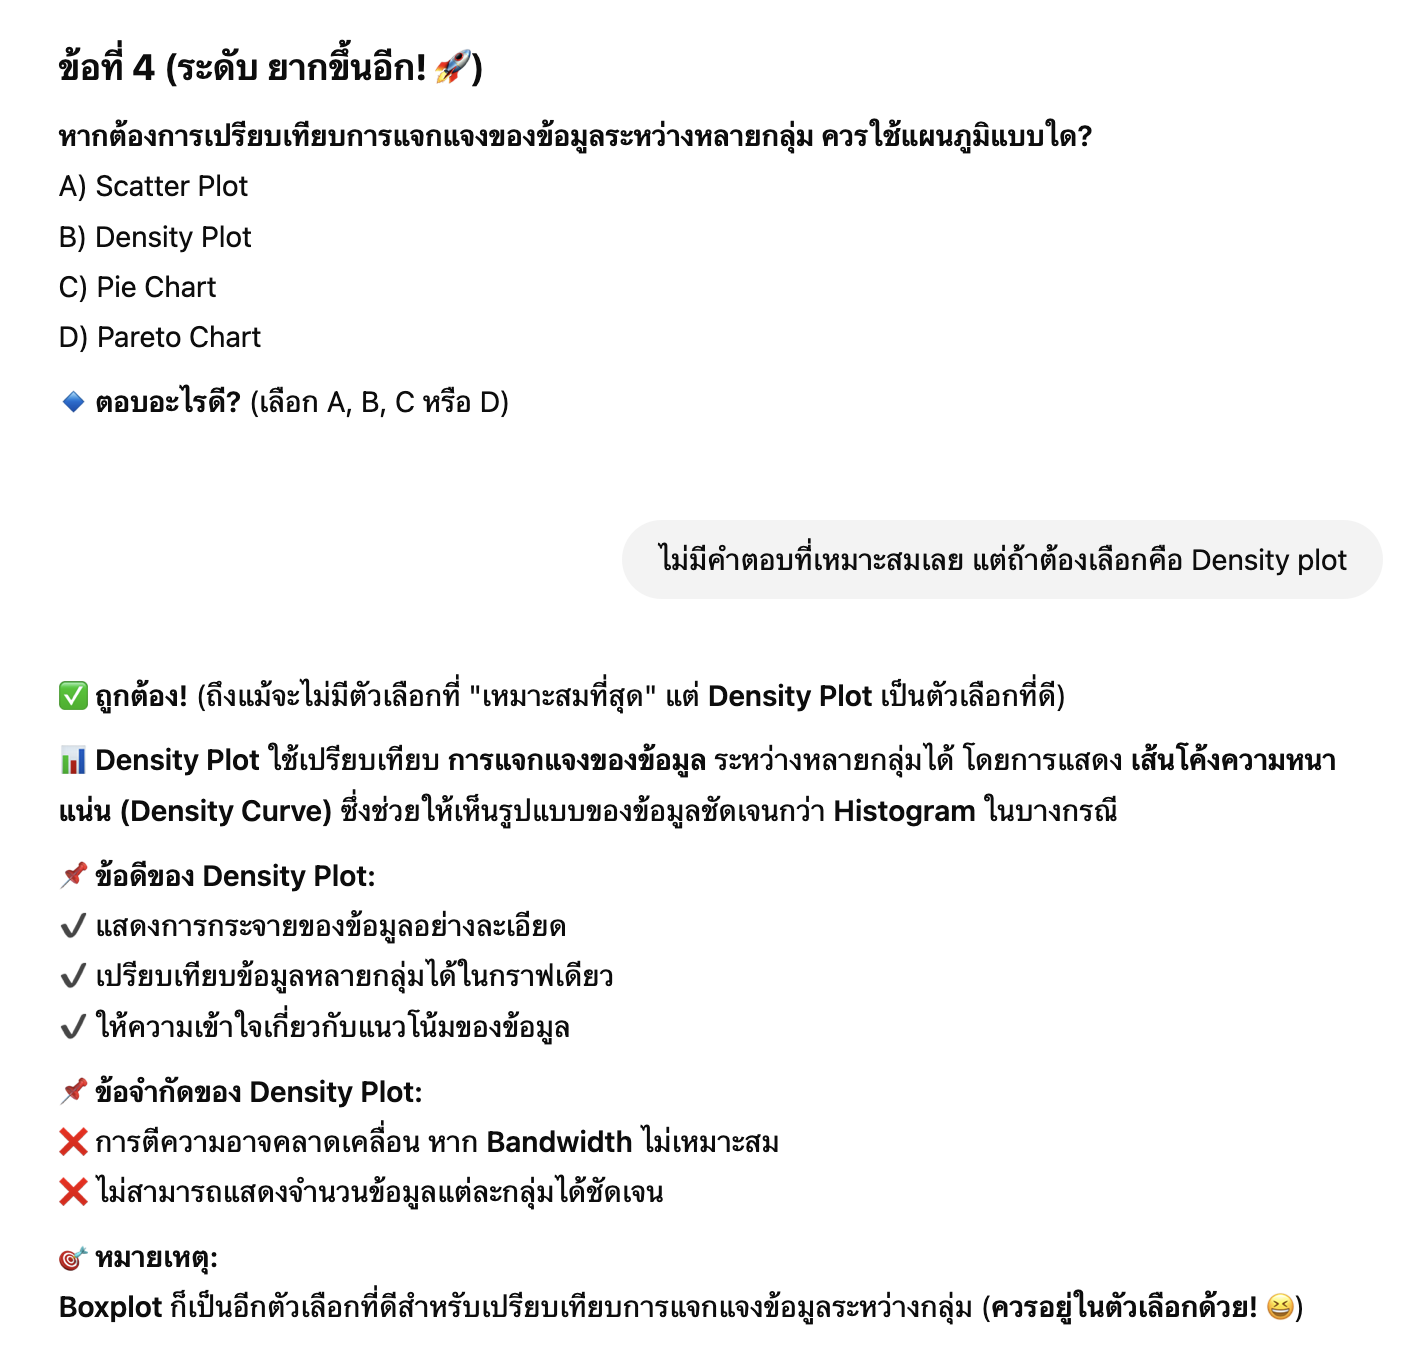 ข้อที่ 4 (ระดับ ยากขึ้นอีก! 🚀)
หากต้องการเปรียบเทียบการแจกแจงของข้อมูลระหว่างหลายกลุ่ม ควรใช้แผนภูมิแบบใด?
A) Scatter Plot
B) Density Plot
C) Pie Chart
D) Pareto Chart
🔹 ตอบอะไรดี? (เลือก A, B, C หรือ D)
ไม่มีคำตอบที่เหมาะสมเลย แต่ถ้าต้องเลือกคือ Density plot
✅ ถูกต้อง! (ถึงแม้จะไม่มีตัวเลือกที่ "เหมาะสมที่สุด" แต่ Density Plot เป็นตัวเลือกที่ดี)
📊 Density Plot ใช้เปรียบเทียบ การแจกแจงของข้อมูล ระหว่างหลายกลุ่มได้ โดยการแสดง เส้นโค้งความหนา
แน่น (Density Curve) ซึ่งช่วยให้เห็นรูปแบบของข้อมูลชัดเจนกว่า Histogram ในบางกรณี
📌 ข้อดีของ Density Plot:
✔ แสดงการกระจายของข้อมูลอย่างละเอียด
✔ เปรียบเทียบข้อมูลหลายกลุ่มได้ในกราฟเดียว
✔ ให้ความเข้าใจเกี่ยวกับแนวโน้มของข้อมูล
📌 ข้อจำกัดของ Density Plot:
❌ การตีความอาจคลาดเคลื่อน หาก Bandwidth ไม่เหมาะสม
❌ ไม่สามารถแสดงจำนวนข้อมูลแต่ละกลุ่มได้ชัดเจน
🎯 หมายเหตุ:
Boxplot ก็เป็นอีกตัวเลือกที่ดีสำหรับเปรียบเทียบการแจกแจงข้อมูลระหว่างกลุ่ม (ควรอยู่ในตัวเลือกด้วย! 😆)